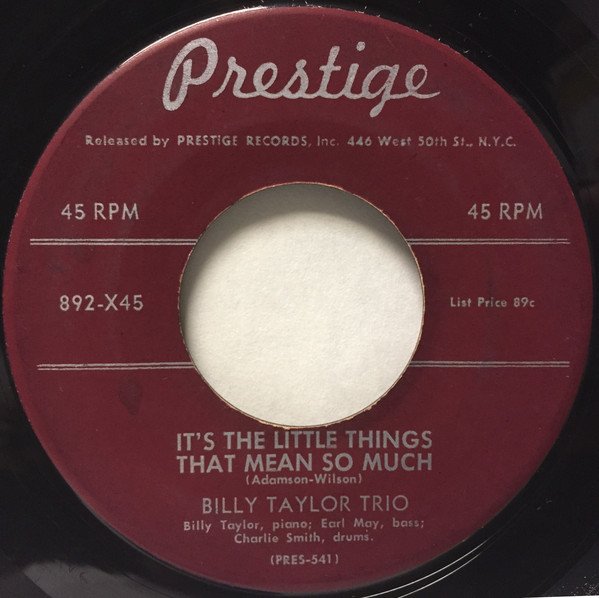 Prestige
Released by PRESTIGE RECORDS, Inc. 446 West 50th St., N.Y.C.
45 RPM 45 RPM
892-X45 List Price 89c
IT'S THE LITTLE THINGS
THAT MEAN SO MUCH
(Adamson-Wilson)
BILLY TAYLOR TRIO
Billy Taylor, piano; Earl May, bass;
Charlie Smith, drums.
(PRES-541)